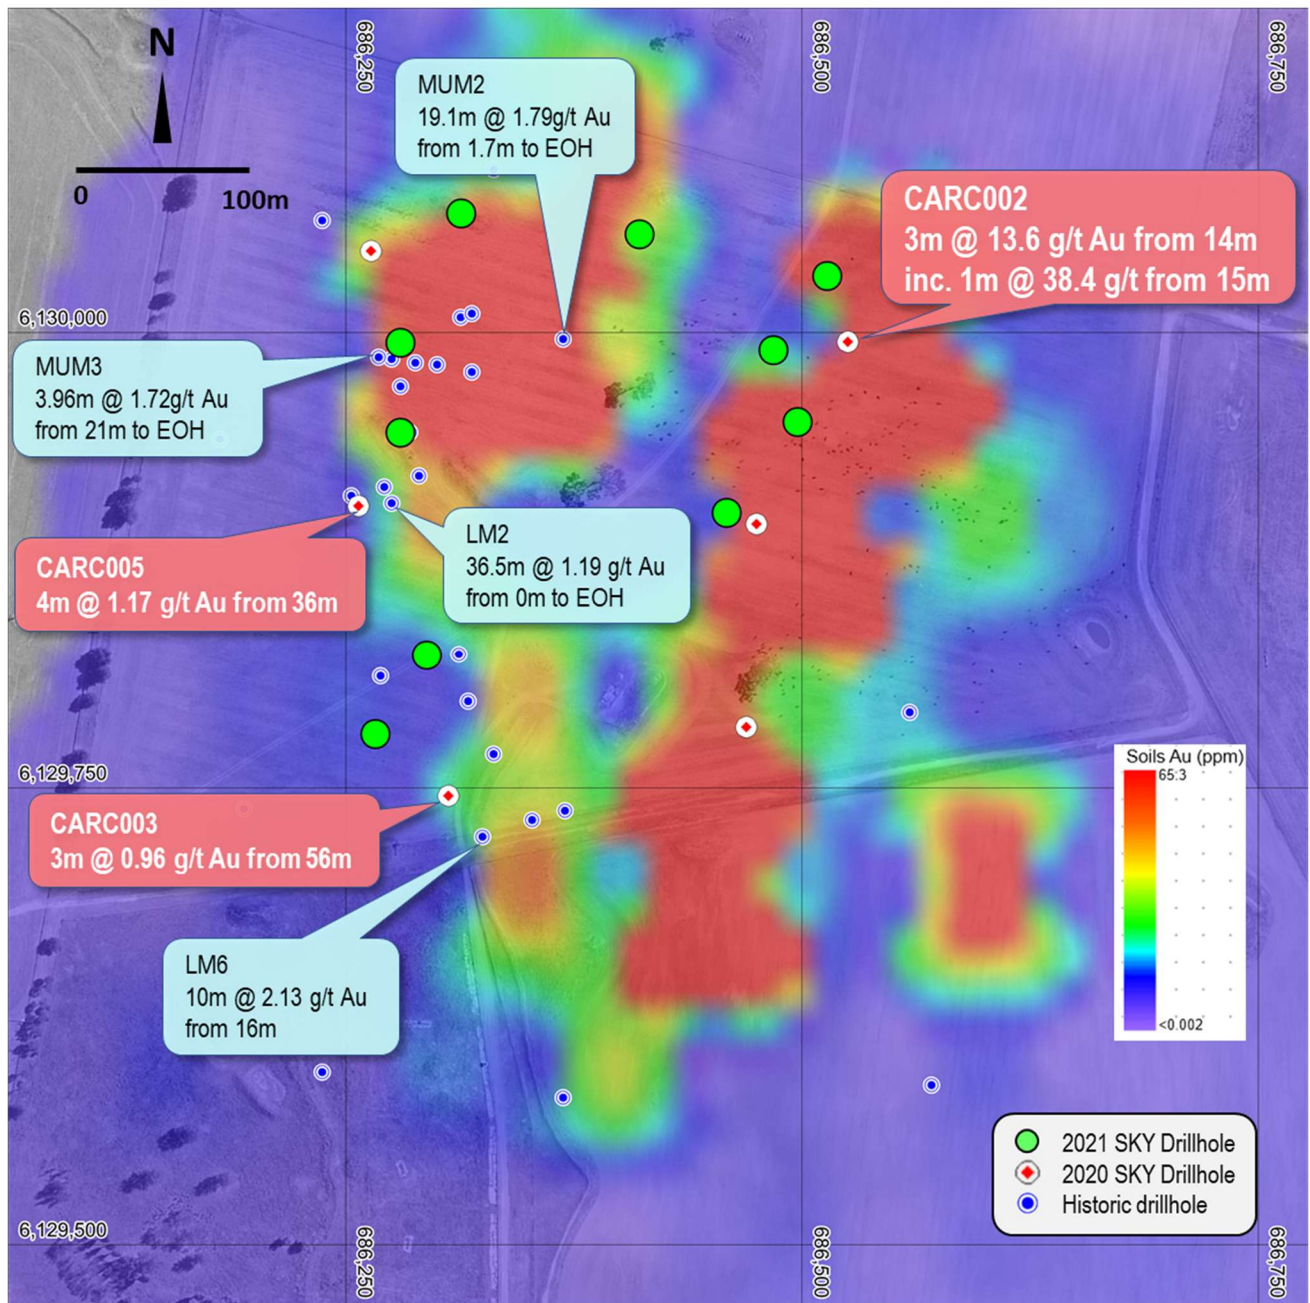 686,250
686,500
686,750
N
0
100m
MUM2
19.1m @ 1.79g/t Au
from 1.7m to EOH
CARC002
3m @ 13.6 g/t Au from 14m
inc. 1m @ 38.4 g/t from 15m
6,130,000
MUM3
3.96m @ 1.72g/t Au
from 21m to EOH
LM2
36.5m @ 1.19 g/t Au
from 0m to EOH
CARC005
4m @ 1.17 g/t Au from 36m
6,129,750
Soils Au (ppm)
65.3
<0.002
CARC003
3m @ 0.96 g/t Au from 56m
LM6
10m @ 2.13 g/t Au
from 16m
2021 SKY Drillhole
2020 SKY Drillhole
Historic drillhole
6,129,500
686,250
686,500
686,750